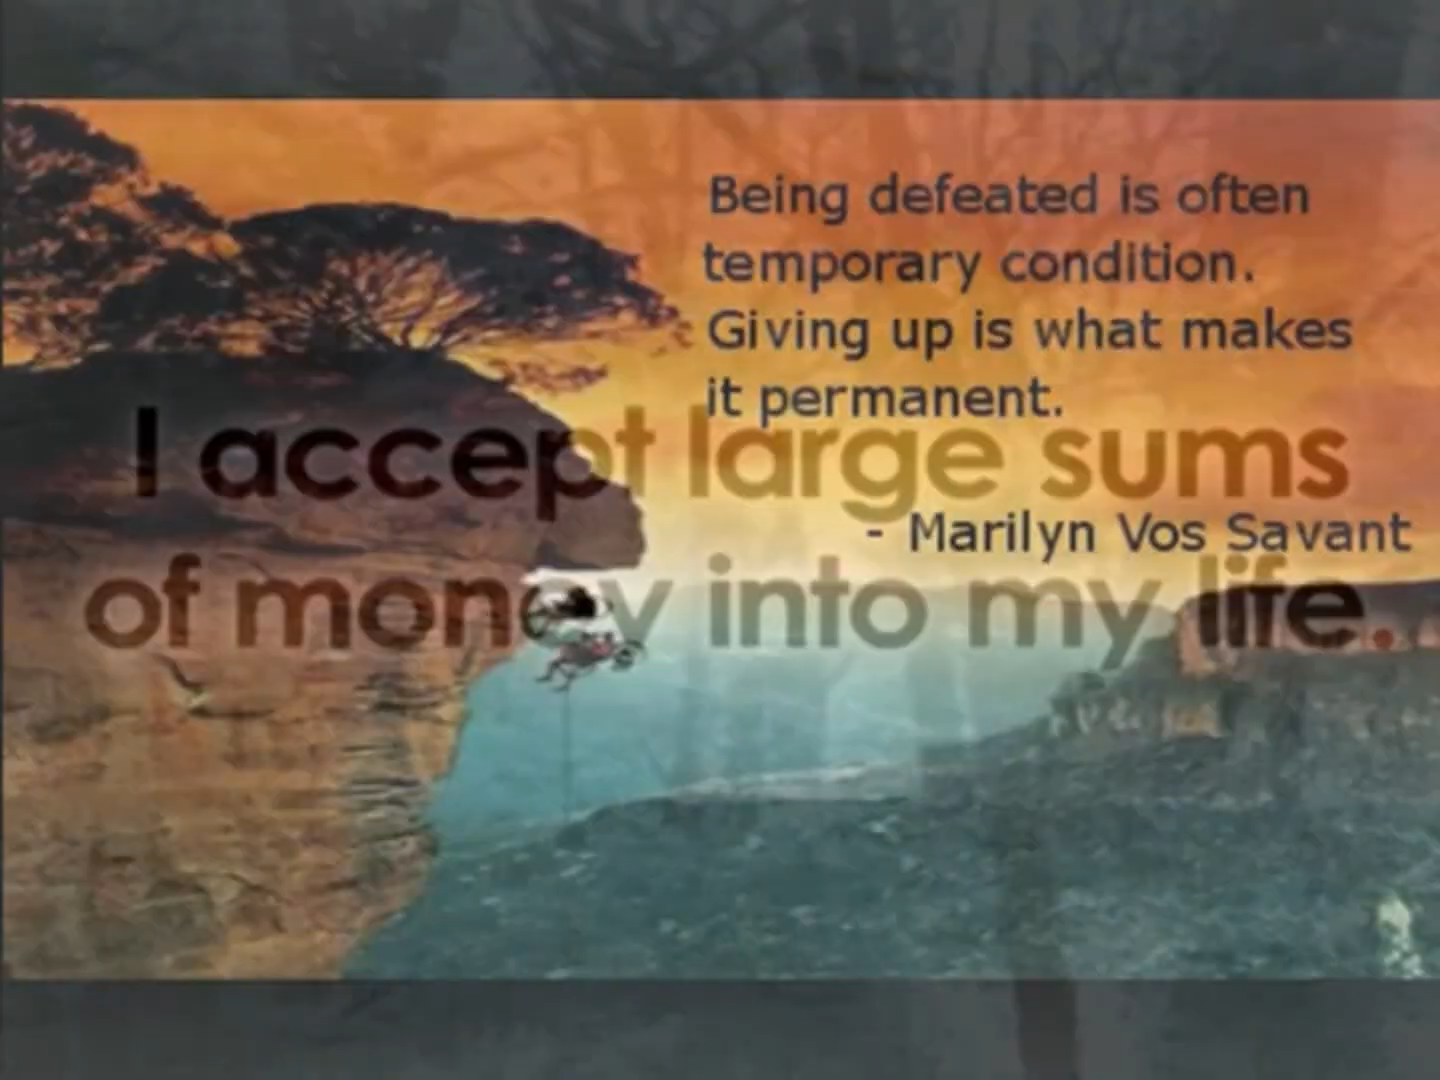 Being defeated is often
temporary condition.
Giving up is what makes
it permanent.
- Marilyn Vos Savant
I accept large sums
of money into my life.